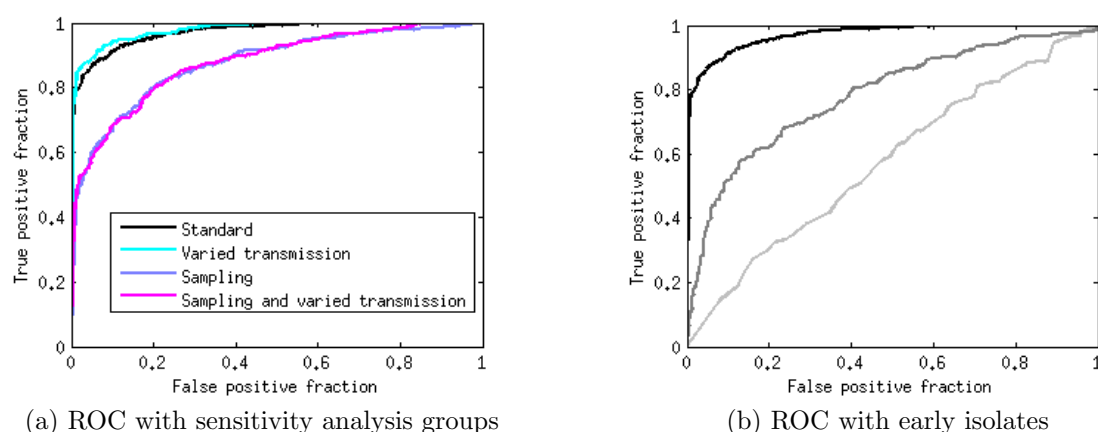 1
0.8
0.6
0.4
0.2
0
0
0.2
0.4
0.6
0.8
1
True positive fraction
False positive fraction
Standard
Varied transmission
Sampling
Sampling and varied transmission
(a) ROC with sensitivity analysis groups
1
0.8
0.6
0.4
0.2
0
0
0.2
0.4
0.6
0.8
1
True positive fraction
False positive fraction
(b) ROC with early isolates